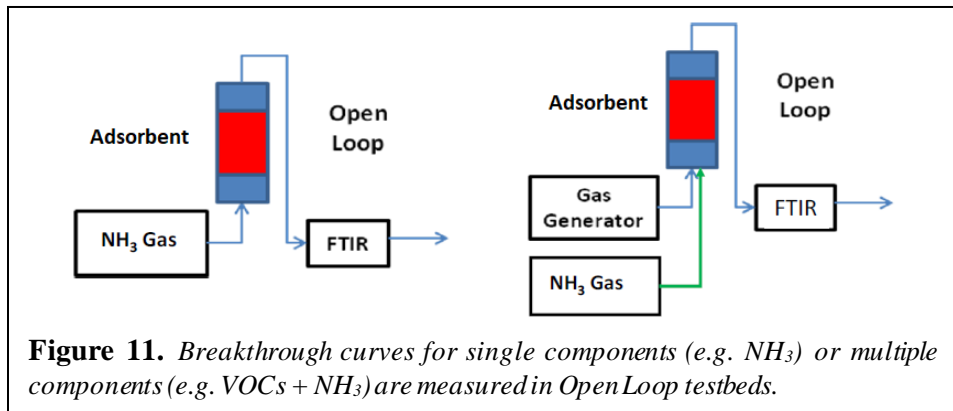 Adsorbent
Open
Loop
NH₃ Gas
FTIR
Adsorbent
Open
Loop
Gas
Generator
FTIR
NH₃ Gas
Figure 11. Breakthrough curves for single components (e.g. NH₃) or multiple
components (e.g. VOCs + NH₃) are measured in Open Loop testbeds.